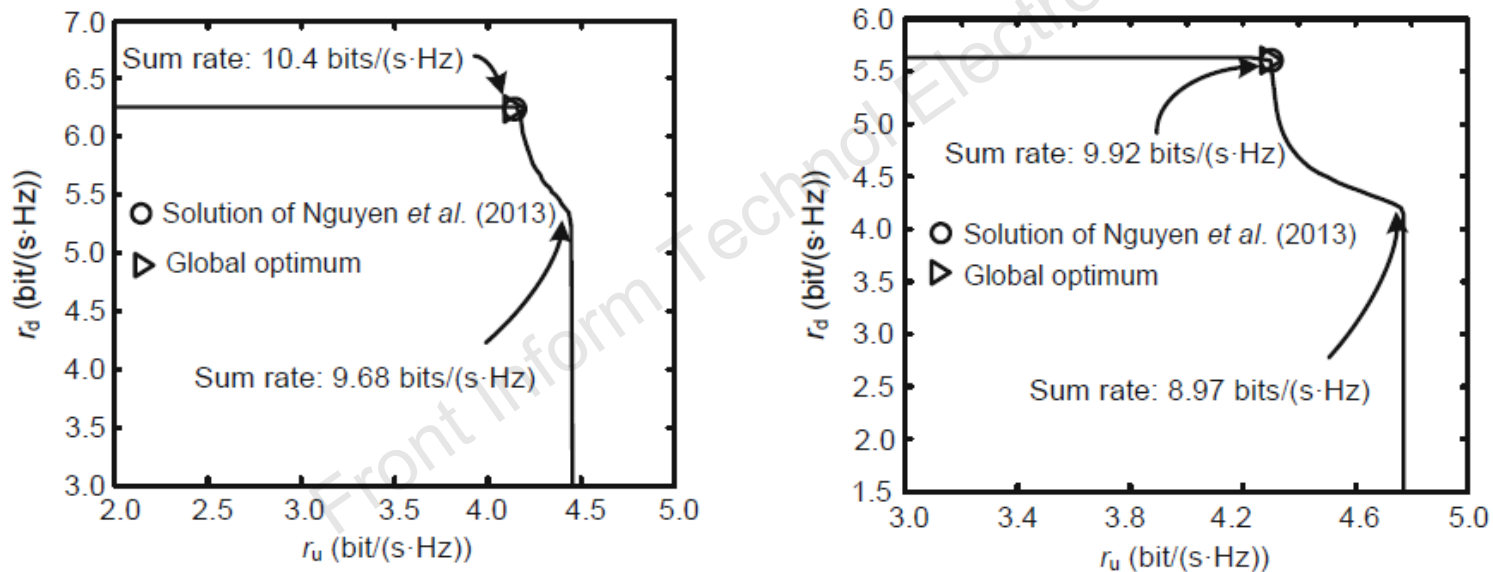 7.0
6.5
6.0
5.5
5.0
4.5
4.0
3.5
3.0
r_d (bit/(s·Hz))
Sum rate: 10.4 bits/(s·Hz)
Solution of Nguyen et al. (2013)
Global optimum
Sum rate: 9.68 bits/(s·Hz)
2.0 2.5 3.0 3.5 4.0 4.5 5.0
r_u (bit/(s·Hz))
6.0
5.5
5.0
4.5
4.0
3.5
3.0
2.5
2.0
1.5
r_d (bit/(s·Hz))
Sum rate: 9.92 bits/(s·Hz)
Solution of Nguyen et al. (2013)
Global optimum
Sum rate: 8.97 bits/(s·Hz)
3.0 3.4 3.8 4.2 4.6 5.0
r_u (bit/(s·Hz))
Front Inform Technol Electro